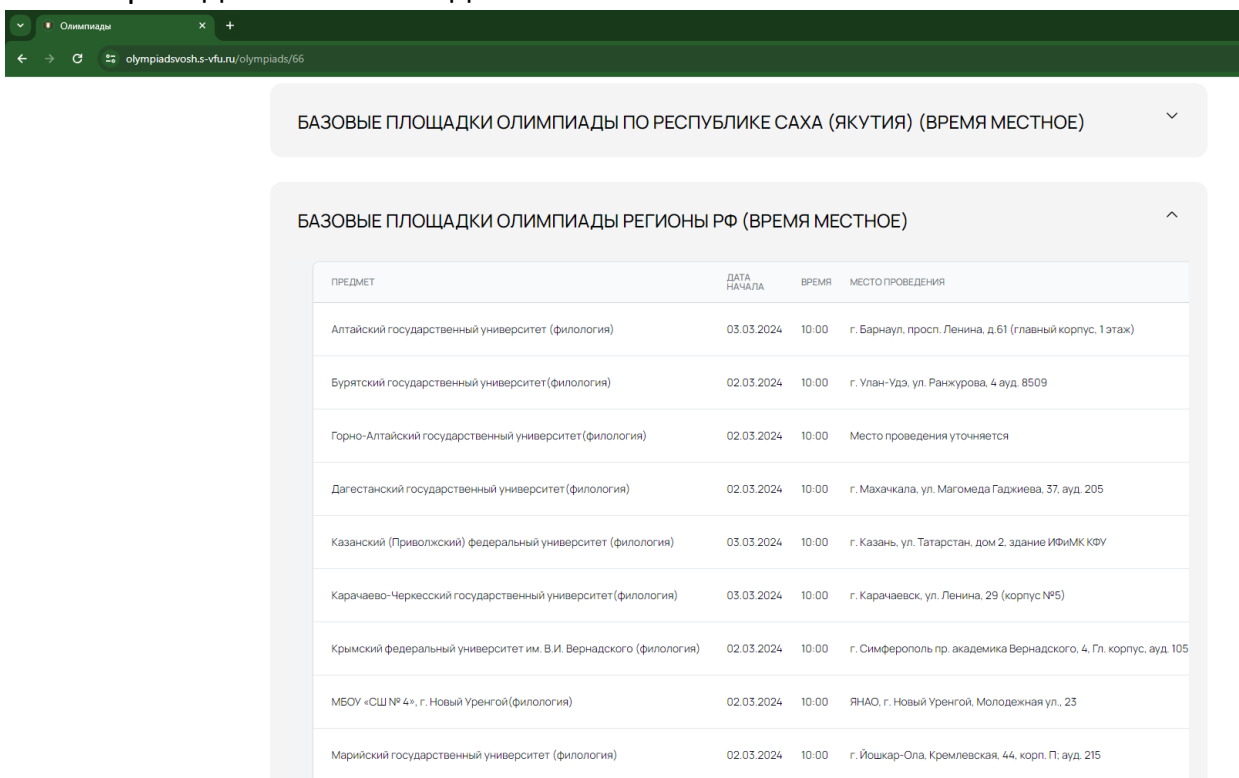 Олимпиады
olympiadsvosh.s-vfu.ru/olympiads/66
БАЗОВЫЕ ПЛОЩАДКИ ОЛИМПИАДЫ ПО РЕСПУБЛИКЕ САХА (ЯКУТИЯ) (ВРЕМЯ МЕСТНОЕ)
БАЗОВЫЕ ПЛОЩАДКИ ОЛИМПИАДЫ РЕГИОНЫ РФ (ВРЕМЯ МЕСТНОЕ)
ПРЕДМЕТ ДАТА НАЧАЛА ВРЕМЯ МЕСТО ПРОВЕДЕНИЯ
Алтайский государственный университет (филология) 03.03.2024 10:00 г. Барнаул, просп. Ленина, д.61 (главный корпус, 1 этаж)
Бурятский государственный университет(филология) 02.03.2024 10:00 г. Улан-Удэ, ул. Ранжурова, 4 ауд. 8509
Горно-Алтайский государственный университет(филология) 02.03.2024 10:00 Место проведения уточняется
Дагестанский государственный университет(филология) 02.03.2024 10:00 г. Махачкала, ул. Магомеда Гаджиева, 37, ауд. 205
Казанский (Приволжский) федеральный университет (филология) 03.03.2024 10:00 г. Казань, ул. Татарстан, дом 2, здание ИФиМК КФУ
Карачаево-Черкесский государственный университет(филология) 03.03.2024 10:00 г. Карачаевск, ул. Ленина, 29 (корпус №5)
Крымский федеральный университет им. В.И. Вернадского (филология) 02.03.2024 10:00 г. Симферополь пр. академика Вернадского, 4, Гл. корпус, ауд. 105
МБОУ «СШ № 4», г. Новый Уренгой(филология) 02.03.2024 10:00 ЯНАО, г. Новый Уренгой, Молодежная ул., 23
Марийский государственный университет (филология) 02.03.2024 10:00 г. Йошкар-Ола, Кремлевская, 44, корп. П; ауд. 215